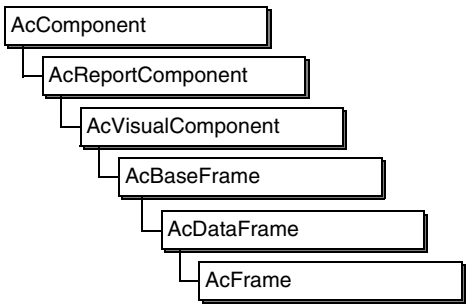 AcComponent
AcReportComponent
AcVisualComponent
AcBaseFrame
AcDataFrame
AcFrame